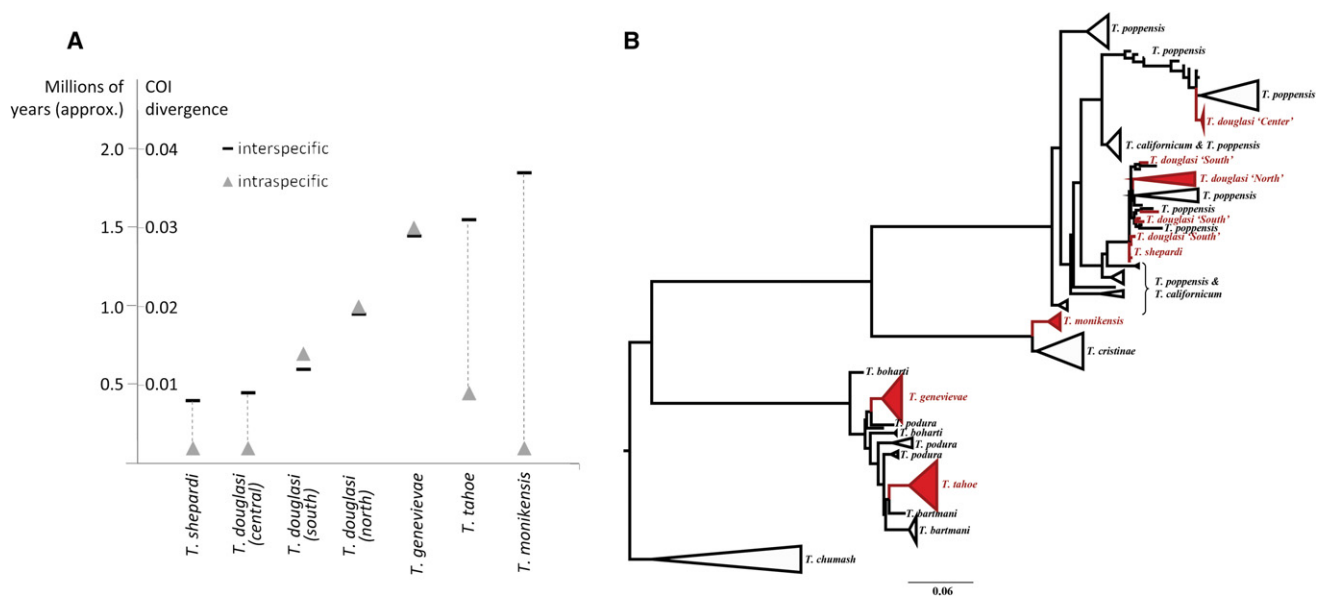 A
Millions of
years (approx.)
COI
divergence
2.0
0.04
1.5
0.03
1.0
0.02
0.5
0.01
interspecific
intraspecific
T. shepardi
T. douglasi
(central)
T. douglasi
(south)
T. douglasi
(north)
T. genevievae
T. tahoe
T. monikensis
B
T. poppensis
T. poppensis
T. poppensis
T. douglasi ‘Center’
T. californicum & T. poppensis
T. douglasi ‘South’
T. douglasi ‘North’
T. poppensis
T. poppensis
T. douglasi ‘South’
T. poppensis
T. douglasi ‘South’
T. shepardi
T. poppensis &
T. californicum
T. monikensis
T. cristinae
T. boharti
T. genevievae
T. podura
T. boharti
T. podura
T. podura
T. tahoe
T. bartmani
T. bartmani
T. chumash
0.06